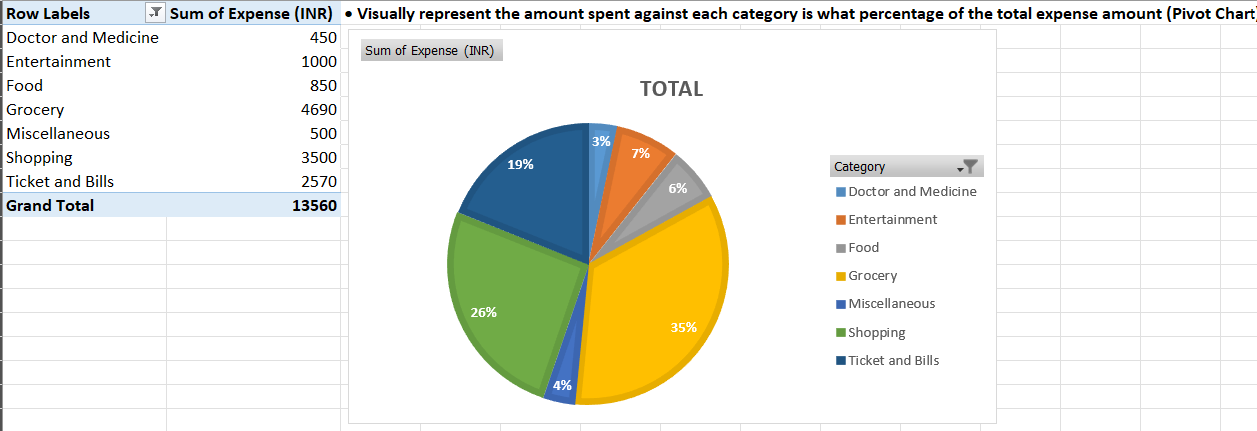 Row Labels Sum of Expense (INR)
Doctor and Medicine 450
Entertainment 1000
Food 850
Grocery 4690
Miscellaneous 500
Shopping 3500
Ticket and Bills 2570
Grand Total 13560
• Visually represent the amount spent against each category is what percentage of the total expense amount (Pivot Chart)
Sum of Expense (INR)
TOTAL
3%
7%
6%
35%
4%
26%
19%
Category
Doctor and Medicine
Entertainment
Food
Grocery
Miscellaneous
Shopping
Ticket and Bills